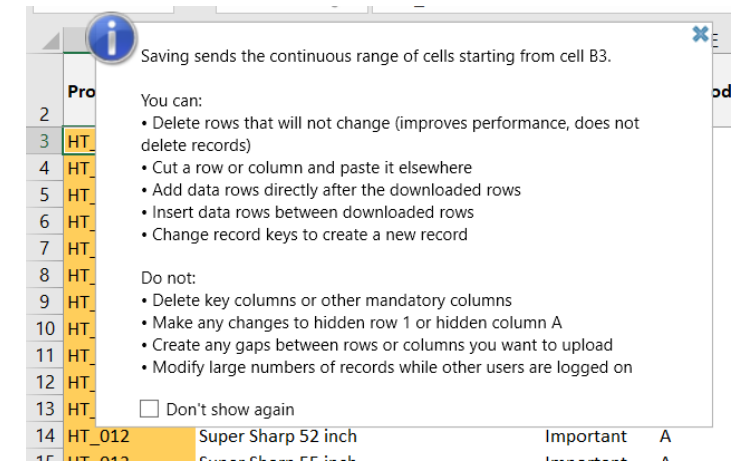 E
Saving sends the continuous range of cells starting from cell B3.
Pro
od
You can:
2
• Delete rows that will not change (improves performance, does not
3 HT_
delete records)
4 HT_
• Cut a row or column and paste it elsewhere
5 HT_
• Add data rows directly after the downloaded rows
6 HT_
• Insert data rows between downloaded rows
7 HT_
• Change record keys to create a new record
8 HT_
Do not:
9 HT_
• Delete key columns or other mandatory columns
10 HT_
• Make any changes to hidden row 1 or hidden column A
11 HT_
• Create any gaps between rows or columns you want to upload
12 HT_
• Modify large numbers of records while other users are logged on
13 HT_
Don't show again
14 HT_012 Super Sharp 52 inch Important A